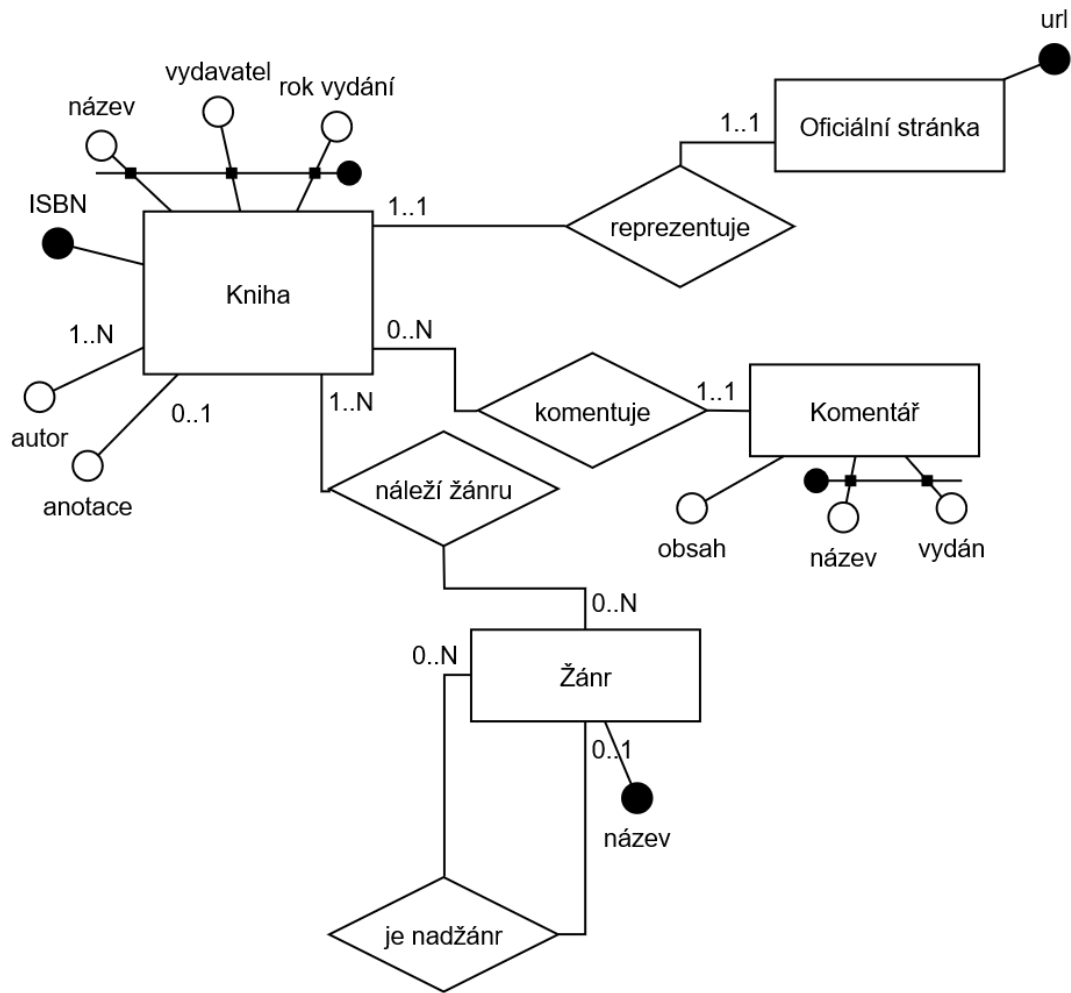 url
vydavatel
název
rok vydání
1..1
Oficiální stránka
ISBN
1..1
reprezentuje
Kniha
1..N
0..N
0..1
1..N
komentuje
1..1
Komentář
autor
anotace
náleží žánru
obsah
název
vydán
0..N
0..N
Žánr
0..1
název
je nadžánr